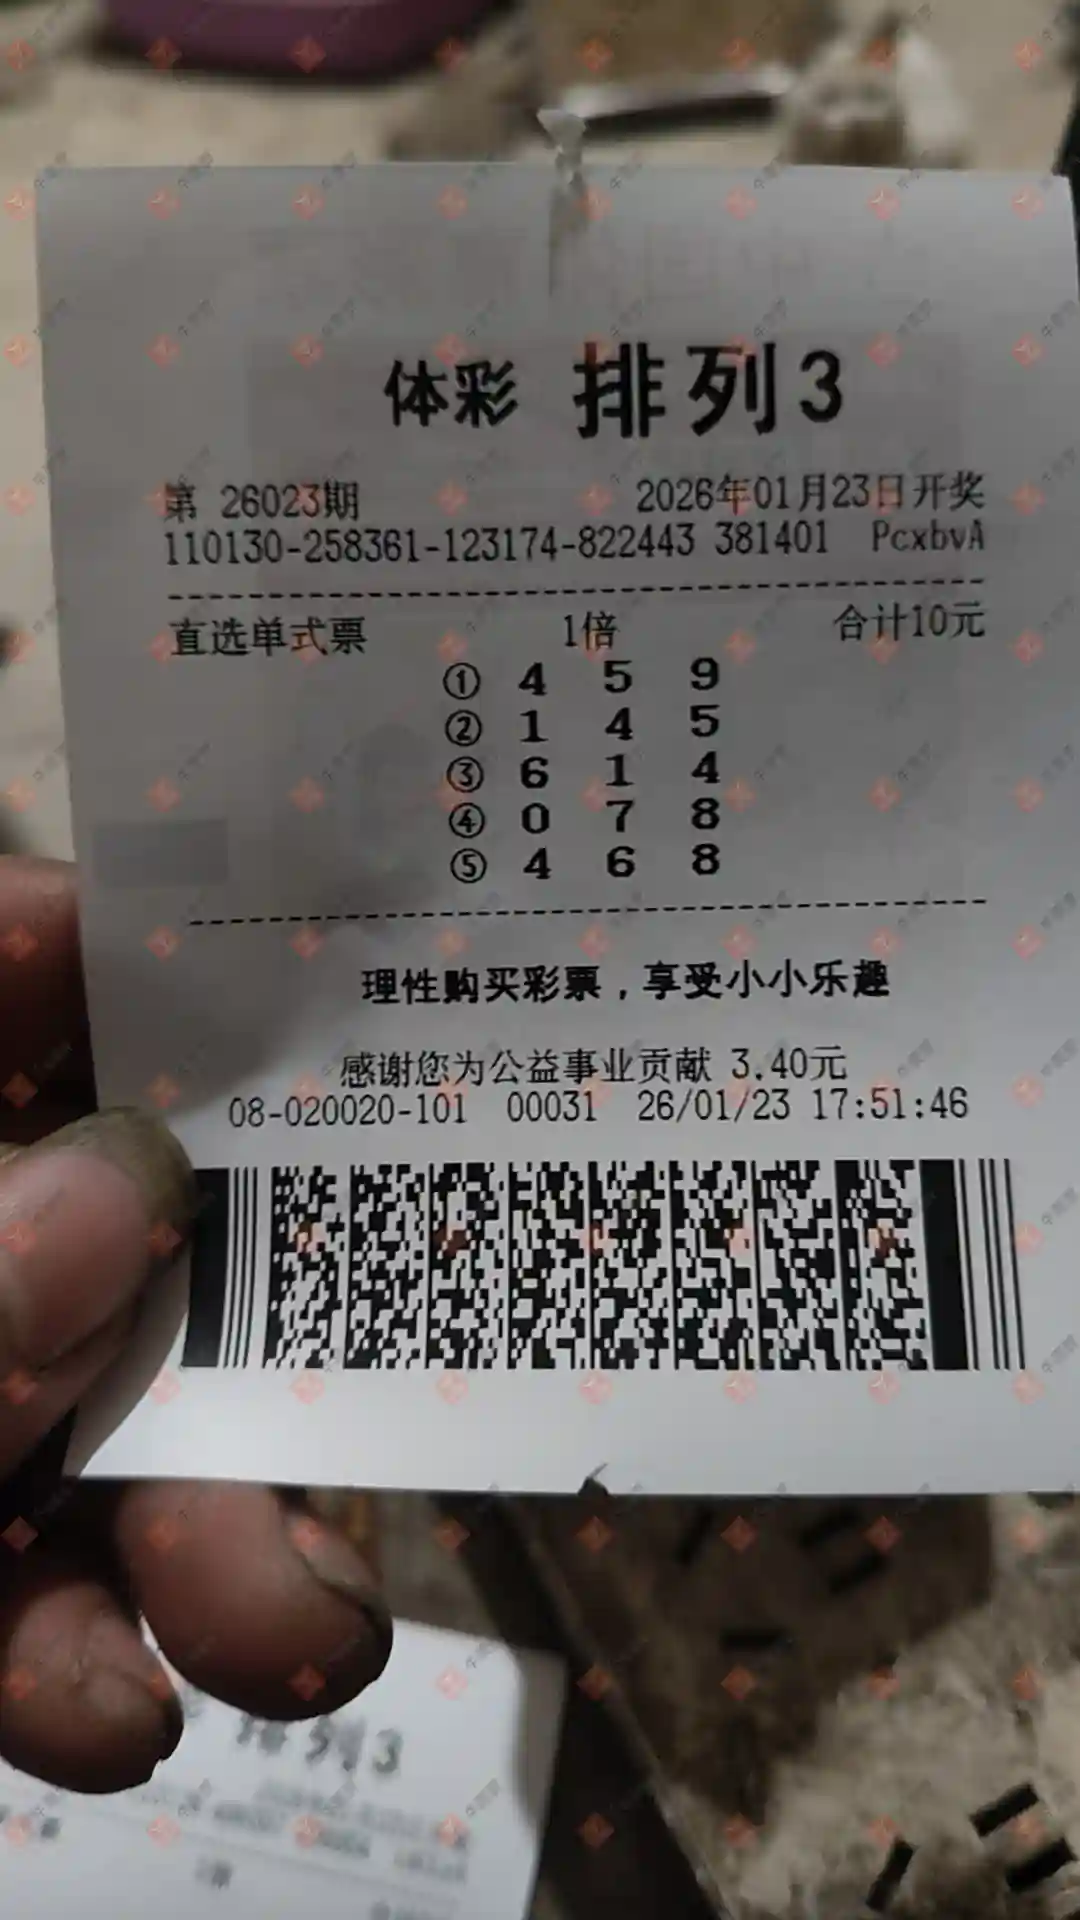 体彩 排列3
第 26023期 2026年01月23日开奖
110130-258361-123174-822443 381401 PcxbvA
直选单式票 1倍 合计10元
① 4 5 9
② 1 4 5
③ 6 1 4
④ 0 7 8
⑤ 4 6 8
理性购买彩票，享受小小乐趣
感谢您为公益事业贡献 3.40元
08-020020-101 00031 26/01/23 17:51:46
排列3